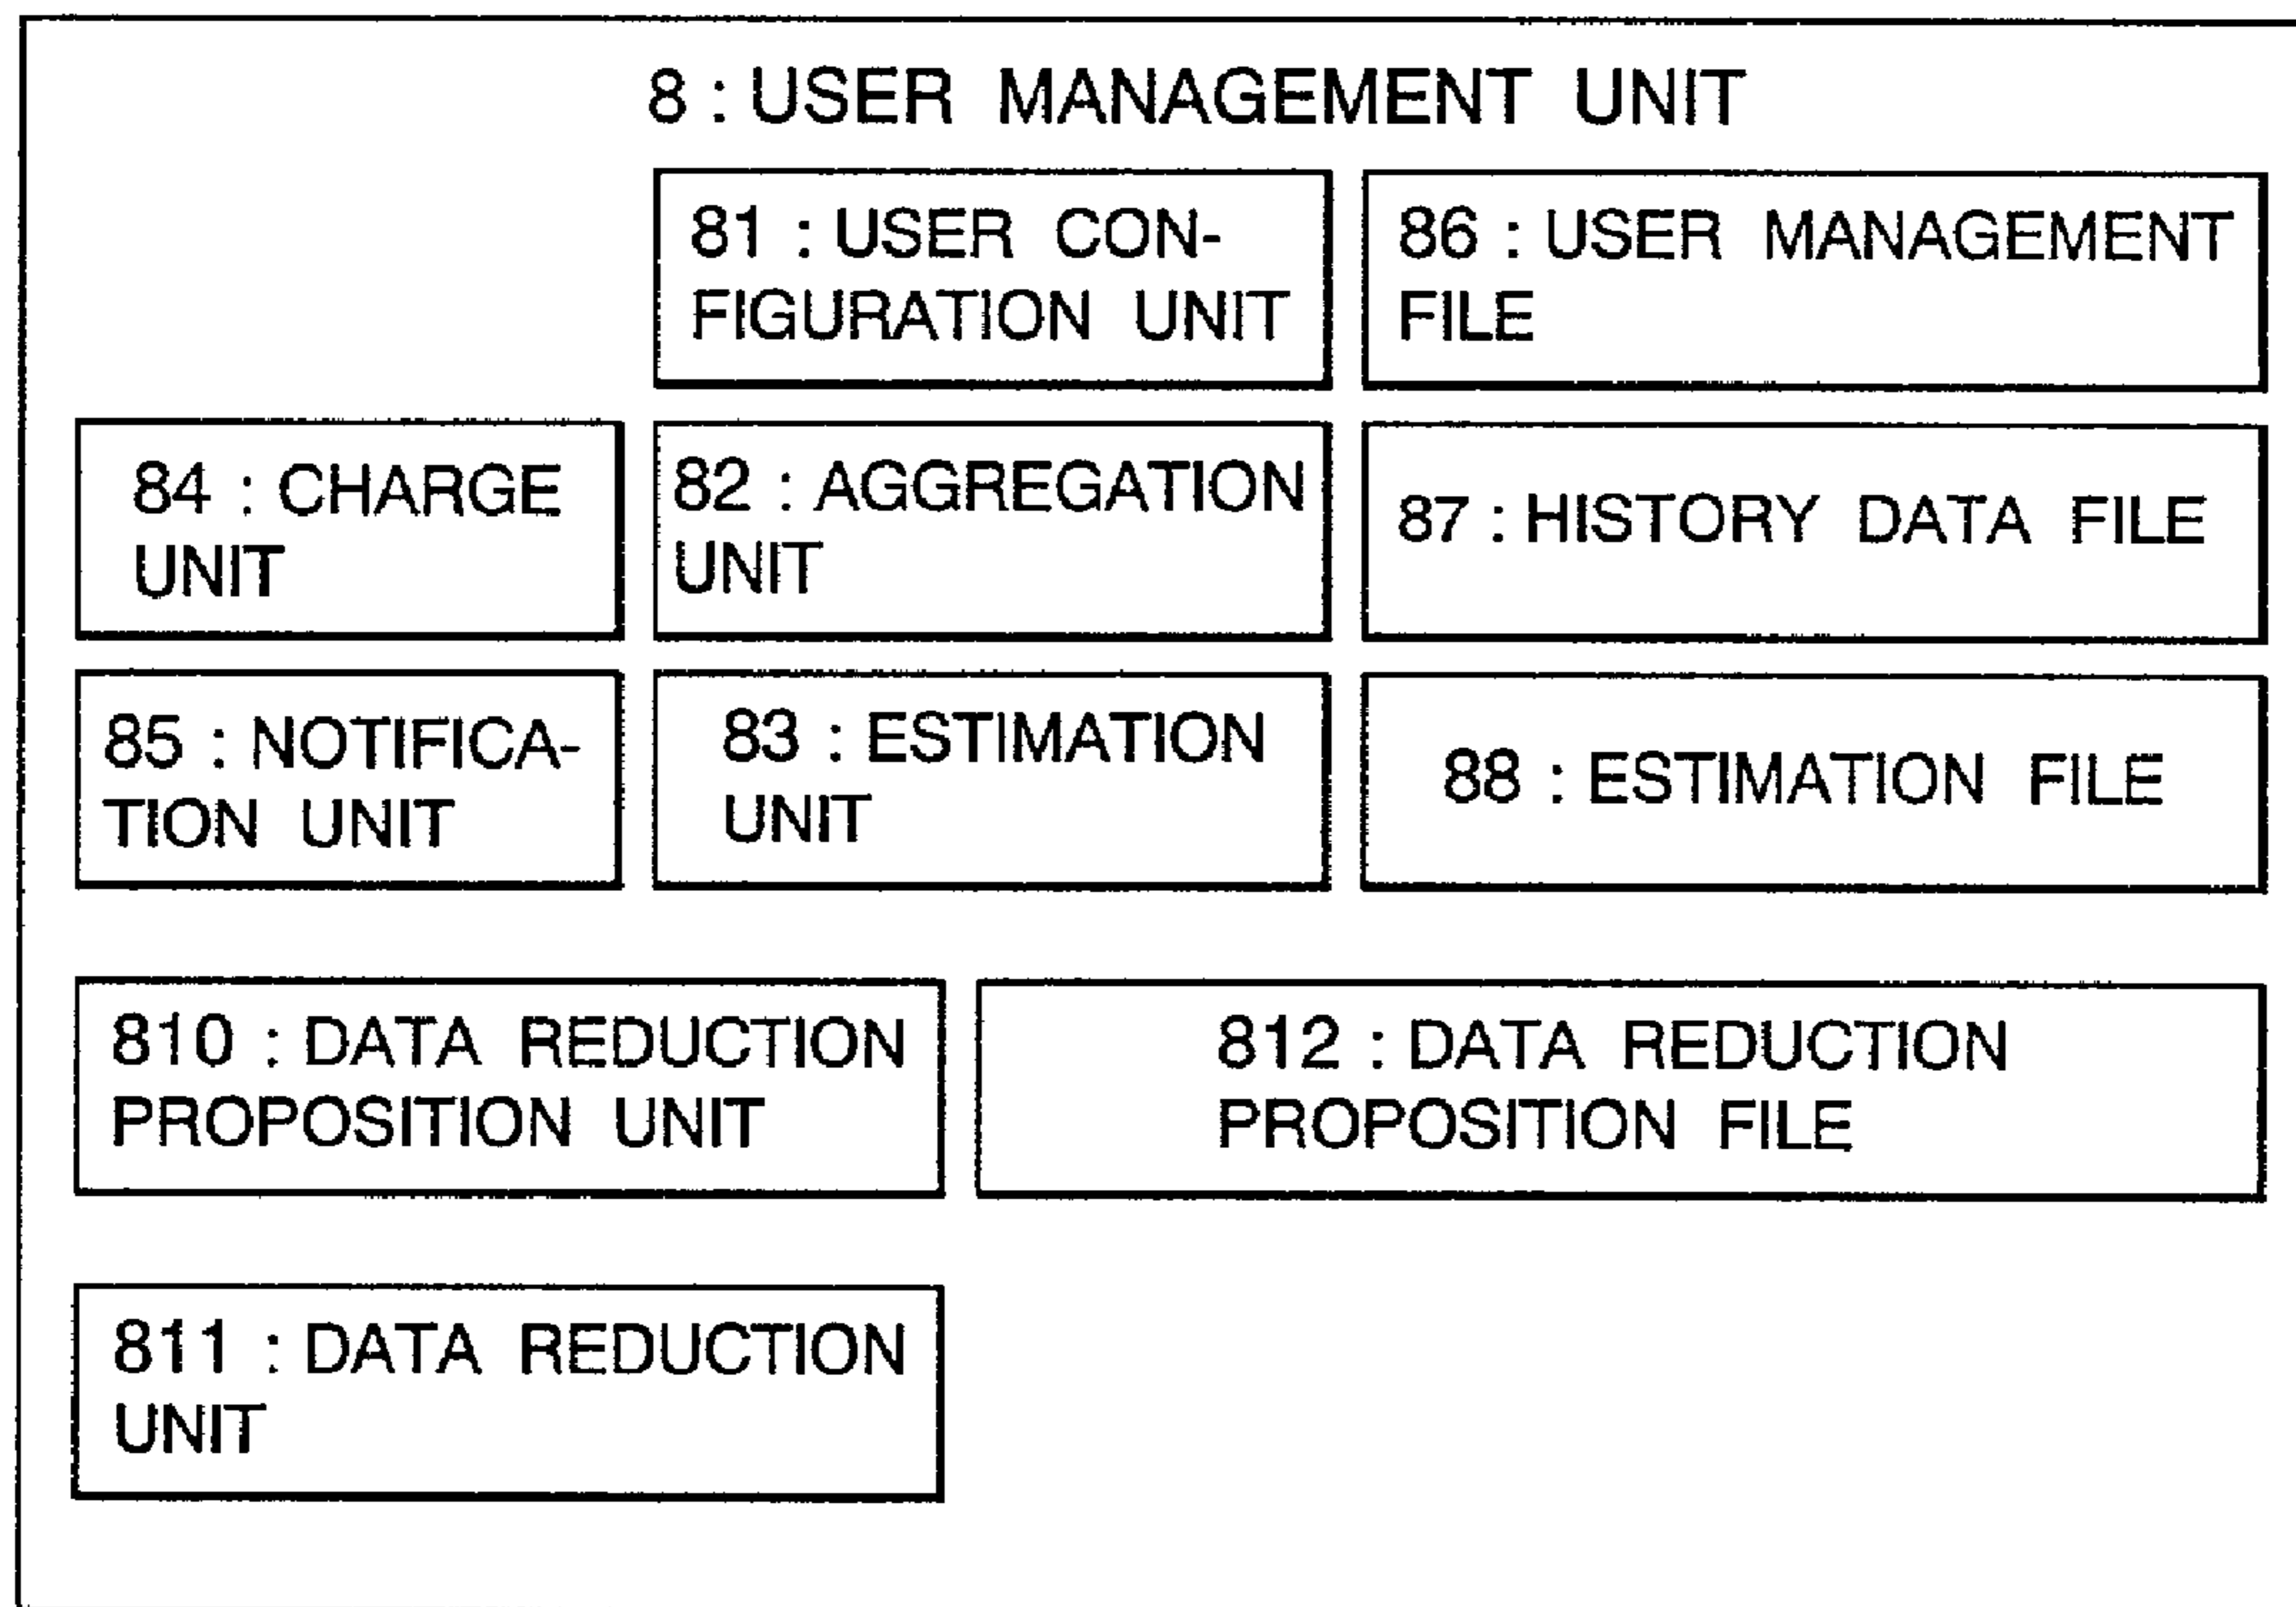 8 : USER MANAGEMENT UNIT
81 : USER CON-
FIGURATION UNIT
86 : USER MANAGEMENT
FILE
84 : CHARGE
UNIT
82 : AGGREGATION
UNIT
87 : HISTORY DATA FILE
85 : NOTIFICA-
TION UNIT
83 : ESTIMATION
UNIT
88 : ESTIMATION FILE
810 : DATA REDUCTION
PROPOSITION UNIT
812 : DATA REDUCTION
PROPOSITION FILE
811 : DATA REDUCTION
UNIT